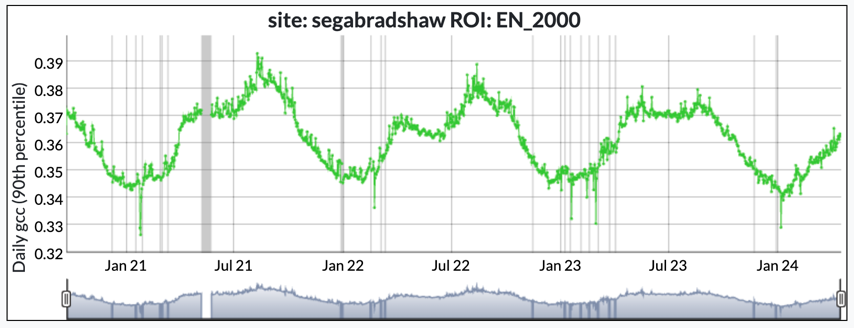 site: segabradshaw ROI: EN_2000
Daily gcc (90th percentile)
0.39
0.38
0.37
0.36
0.35
0.34
0.33
0.32
Jan 21 Jul 21 Jan 22 Jul 22 Jan 23 Jul 23 Jan 24